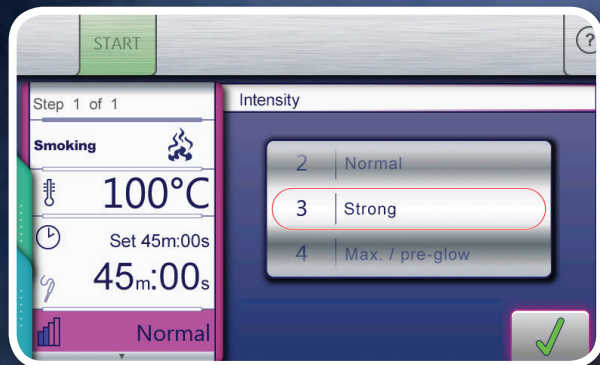 START
?
Step 1 of 1
Smoking
100°C
Set 45m:00s
45m:00s
Normal
Intensity
2 Normal
3 Strong
4 Max. / pre-glow